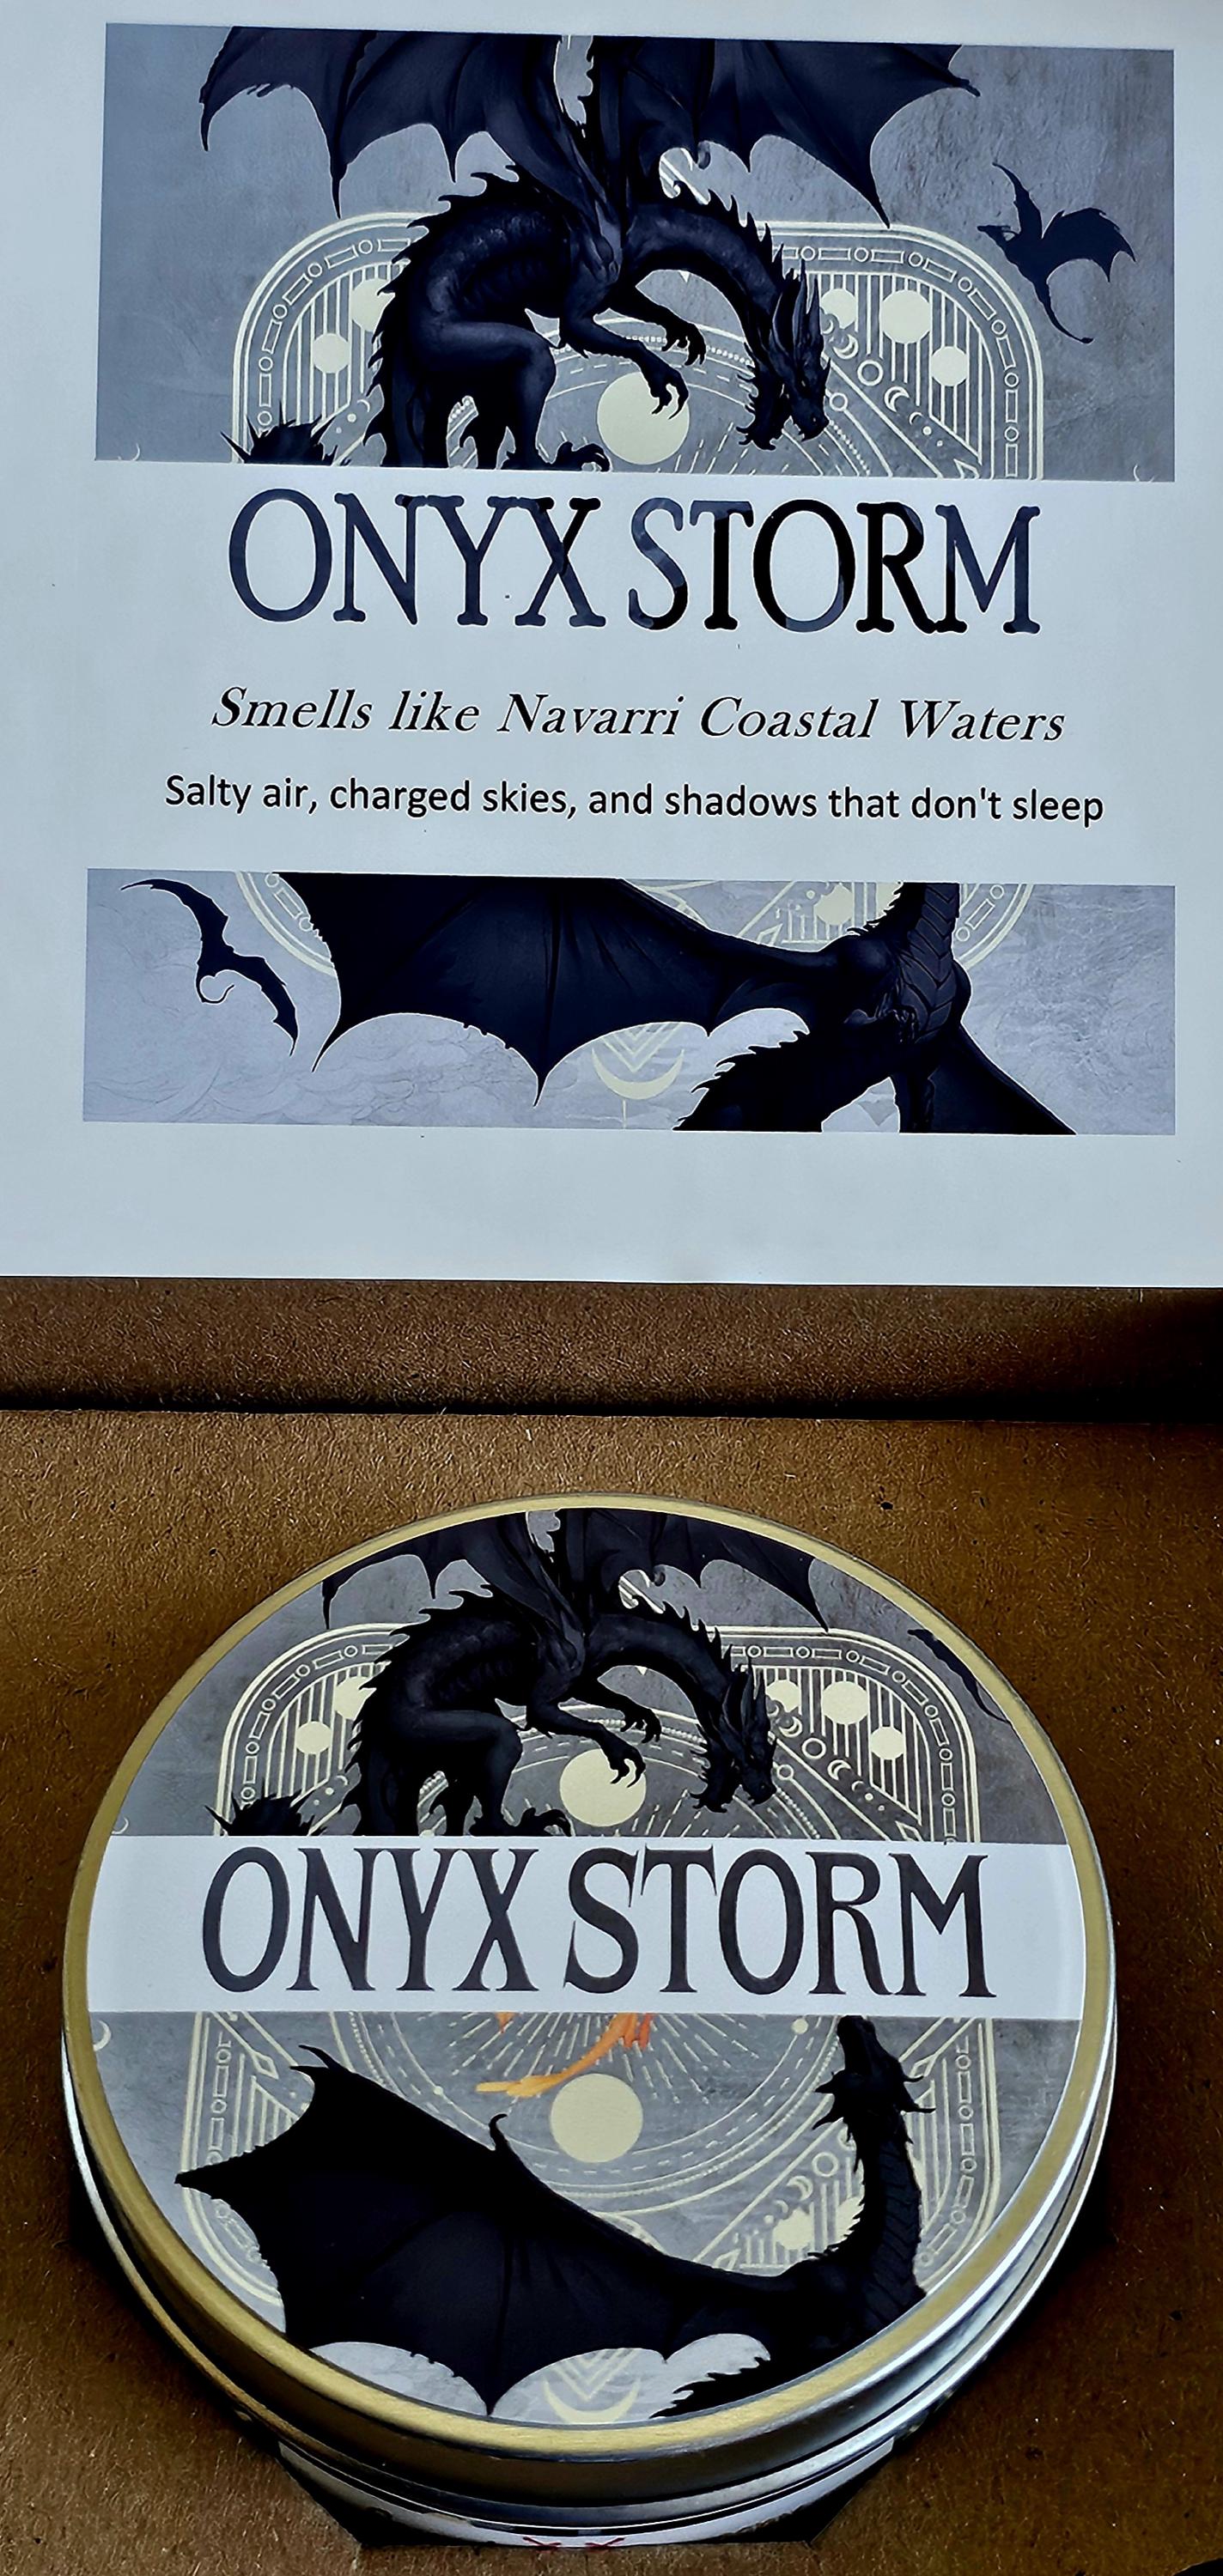 ONYX STORM
Smells like Navarri Coastal Waters
Salty air, charged skies, and shadows that don't sleep
ONYX STORM